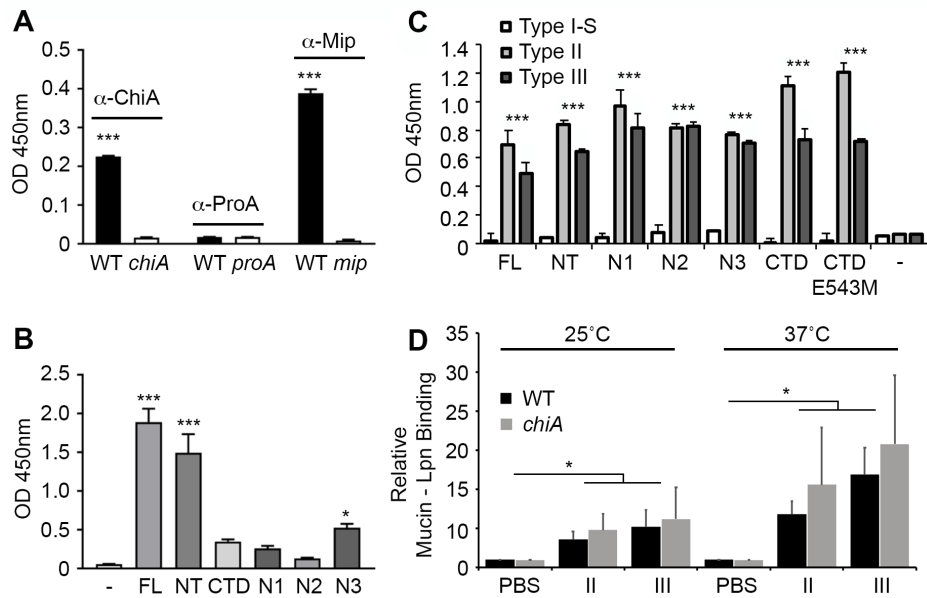 A
0.5
0.4
0.3
0.2
0.1
0
OD 450nm
α-ChiA
***
α-ProA
α-Mip
***
WT chiA
WT proA
WT mip
B
2.5
2.0
1.5
1.0
0.5
0
OD 450nm
***
***
*
-
FL
NT
CTD
N1
N2
N3
C
Type I-S
Type II
Type III
1.4
1.2
1.0
0.8
0.6
0.4
0.2
0
OD 450nm
***
***
***
***
***
***
***
FL
NT
N1
N2
N3
CTD
CTD
E543M
-
D
35
30
25
20
15
10
5
0
Relative
Mucin - Lpn Binding
25˚C
37˚C
WT
chiA
*
*
PBS
II
III
PBS
II
III